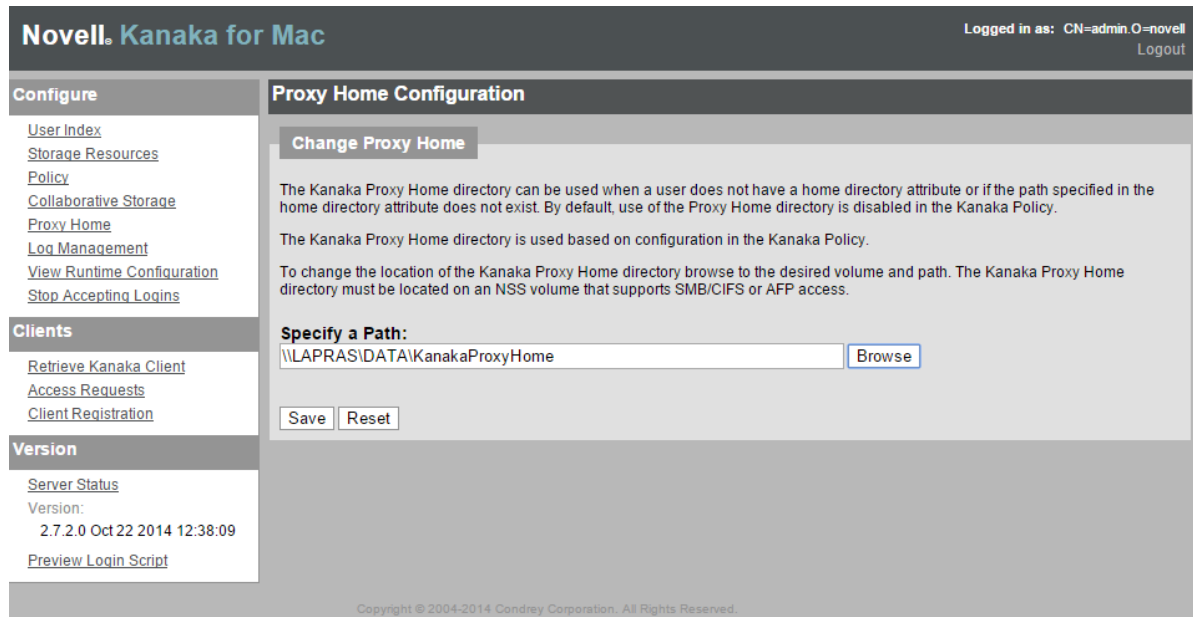 Novell® Kanaka for Mac
Logged in as: CN=admin.O=novell
Logout
Configure
User Index
Storage Resources
Policy
Collaborative Storage
Proxy Home
Log Management
View Runtime Configuration
Stop Accepting Logins
Clients
Retrieve Kanaka Client
Access Requests
Client Registration
Version
Server Status
Version:
2.7.2.0 Oct 22 2014 12:38:09
Preview Login Script
Proxy Home Configuration
Change Proxy Home
The Kanaka Proxy Home directory can be used when a user does not have a home directory attribute or if the path specified in the
home directory attribute does not exist. By default, use of the Proxy Home directory is disabled in the Kanaka Policy.
The Kanaka Proxy Home directory is used based on configuration in the Kanaka Policy.
To change the location of the Kanaka Proxy Home directory browse to the desired volume and path. The Kanaka Proxy Home
directory must be located on an NSS volume that supports SMB/CIFS or AFP access.
Specify a Path:
\\LAPRAS\DATA\KanakaProxyHome
Browse
Save Reset
Copyright © 2004-2014 Condrey Corporation. All Rights Reserved.